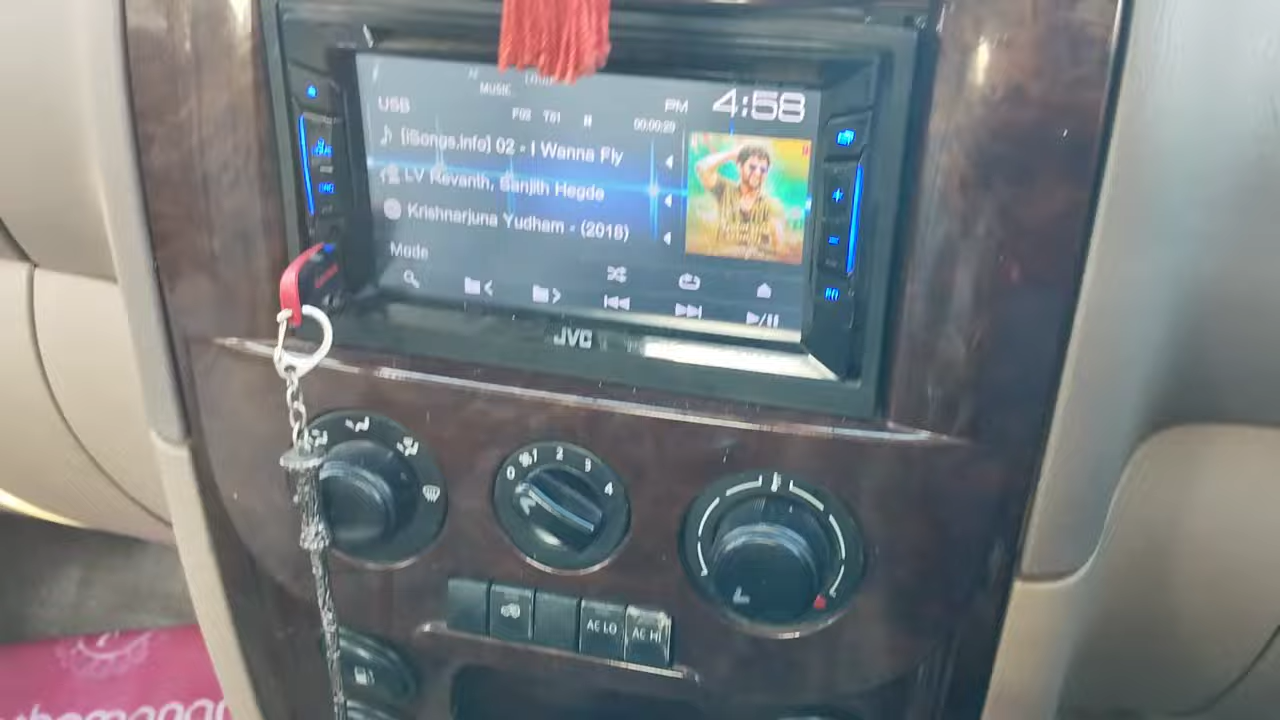 MUSIC
USB
PM 4:58
00:00:29
[iSongs.info] 02 - I Wanna Fly
LV Revanth, Sanjith Hegde
Krishnarjuna Yudham - (2018)
Mode
JVC
0 1 2 3 4
AC LO
AC HI